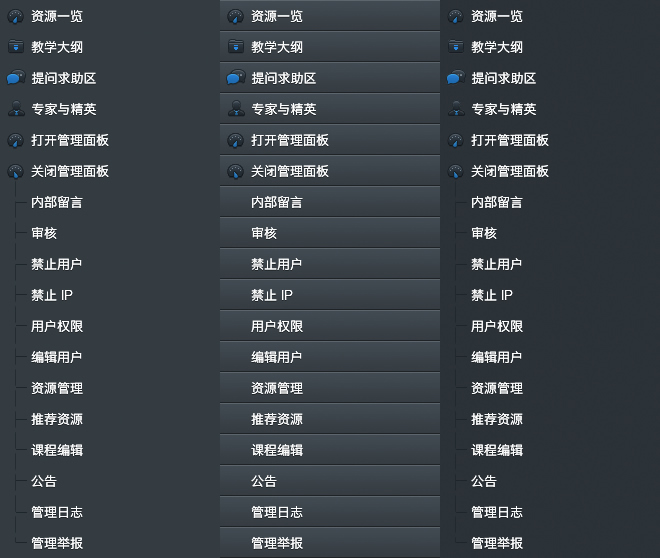 资源一览
教学大纲
提问求助区
专家与精英
打开管理面板
关闭管理面板
内部留言
审核
禁止用户
禁止 IP
用户权限
编辑用户
资源管理
推荐资源
课程编辑
公告
管理日志
管理举报
资源一览
教学大纲
提问求助区
专家与精英
打开管理面板
关闭管理面板
内部留言
审核
禁止用户
禁止 IP
用户权限
编辑用户
资源管理
推荐资源
课程编辑
公告
管理日志
管理举报
资源一览
教学大纲
提问求助区
专家与精英
打开管理面板
关闭管理面板
内部留言
审核
禁止用户
禁止 IP
用户权限
编辑用户
资源管理
推荐资源
课程编辑
公告
管理日志
管理举报